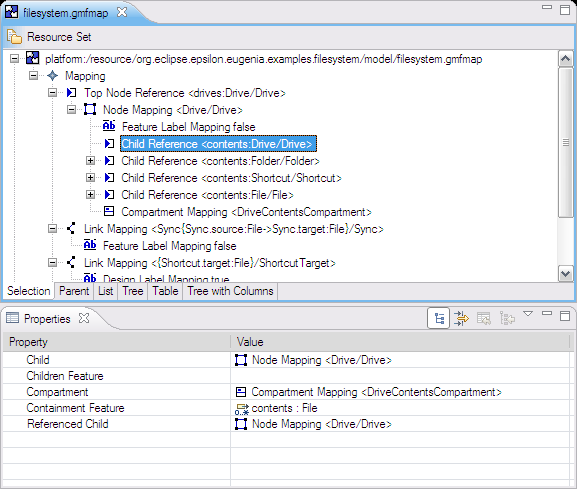 filesystem.gmfmap
Resource Set
platform:/resource/org.eclipse.epsilon.eugenia.examples.filesystem/model/filesystem.gmfmap
Mapping
Top Node Reference <drives:Drive/Drive>
Node Mapping <Drive/Drive>
Feature Label Mapping false
Child Reference <contents:Drive/Drive>
Child Reference <contents:Folder/Folder>
Child Reference <contents:Shortcut/Shortcut>
Child Reference <contents:File/File>
Compartment Mapping <DriveContentsCompartment>
Link Mapping <Sync{Sync.source:File->Sync.target:File}/Sync>
Feature Label Mapping false
Link Mapping <{Shortcut.target:File}/ShortcutTarget>
Design Label Mapping true
Selection Parent List Tree Table Tree with Columns
Properties
Property Value
Child Node Mapping <Drive/Drive>
Children Feature
Compartment Compartment Mapping <DriveContentsCompartment>
Containment Feature contents : File
Referenced Child Node Mapping <Drive/Drive>